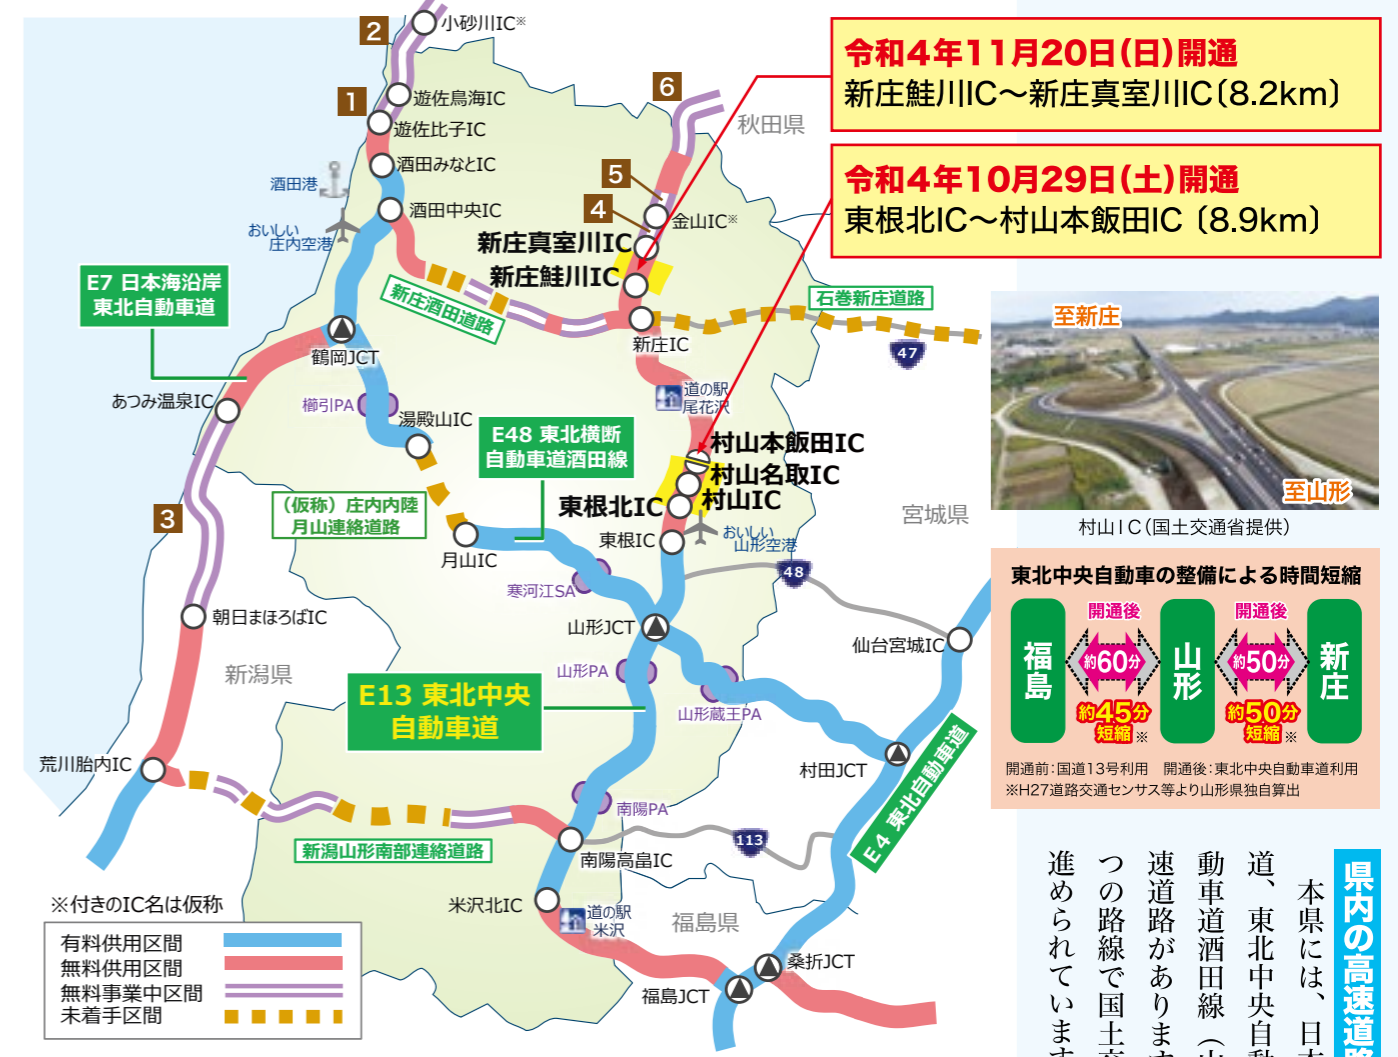 令和4年11月20日(日)開通
新庄鮭川IC～新庄真室川IC〔8.2km〕
令和4年10月29日(土)開通
東根北IC～村山本飯田IC〔8.9km〕
2
小砂川IC※
1
遊佐鳥海IC
遊佐比子IC
酒田みなとIC
酒田港
酒田中央IC
おいしい
庄内空港
6
秋田県
5
4
金山IC※
新庄真室川IC
新庄鮭川IC
E7 日本海沿岸
東北自動車道
新庄酒田道路
石巻新庄道路
47
新庄IC
鶴岡JCT
あつみ温泉IC
櫛引PA
湯殿山IC
道の駅
尾花沢
E48 東北横断
自動車道酒田線
村山本飯田IC
村山名取IC
村山IC
東根北IC
(仮称)庄内内陸
月山連絡道路
3
月山IC
東根IC
おいしい
山形空港
宮城県
48
寒河江SA
朝日まほろばIC
山形JCT
仙台宮城IC
新潟県
山形PA
E13 東北中央
自動車道
山形蔵王PA
荒川胎内IC
村田JCT
E4 東北自動車道
南陽PA
113
新潟山形南部連絡道路
南陽高畠IC
米沢北IC
道の駅
米沢
福島県
桑折JCT
福島JCT
※付きのIC名は仮称
有料供用区間
無料供用区間
無料事業中区間
未着手区間
至新庄
至山形
村山IC(国土交通省提供)
東北中央自動車の整備による時間短縮
福島
開通後
約60分
約45分
短縮※
山形
開通後
約50分
約50分
短縮※
新庄
開通前:国道13号利用 開通後:東北中央自動車道利用
※H27道路交通センサス等より山形県独自算出
県内の高速道路
本県には、日本
道、東北中央自動
動車道酒田線(山
速道路があります
つの路線で国土交
進められています